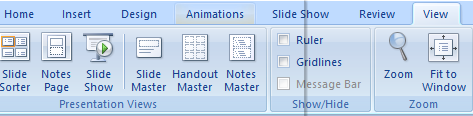 Home Insert Design Animations Slide Show Review View
Slide Sorter Notes Page Slide Show Slide Master Handout Master Notes Master
Ruler
Gridlines
Message Bar
Zoom Fit to Window
Presentation Views Show/Hide Zoom